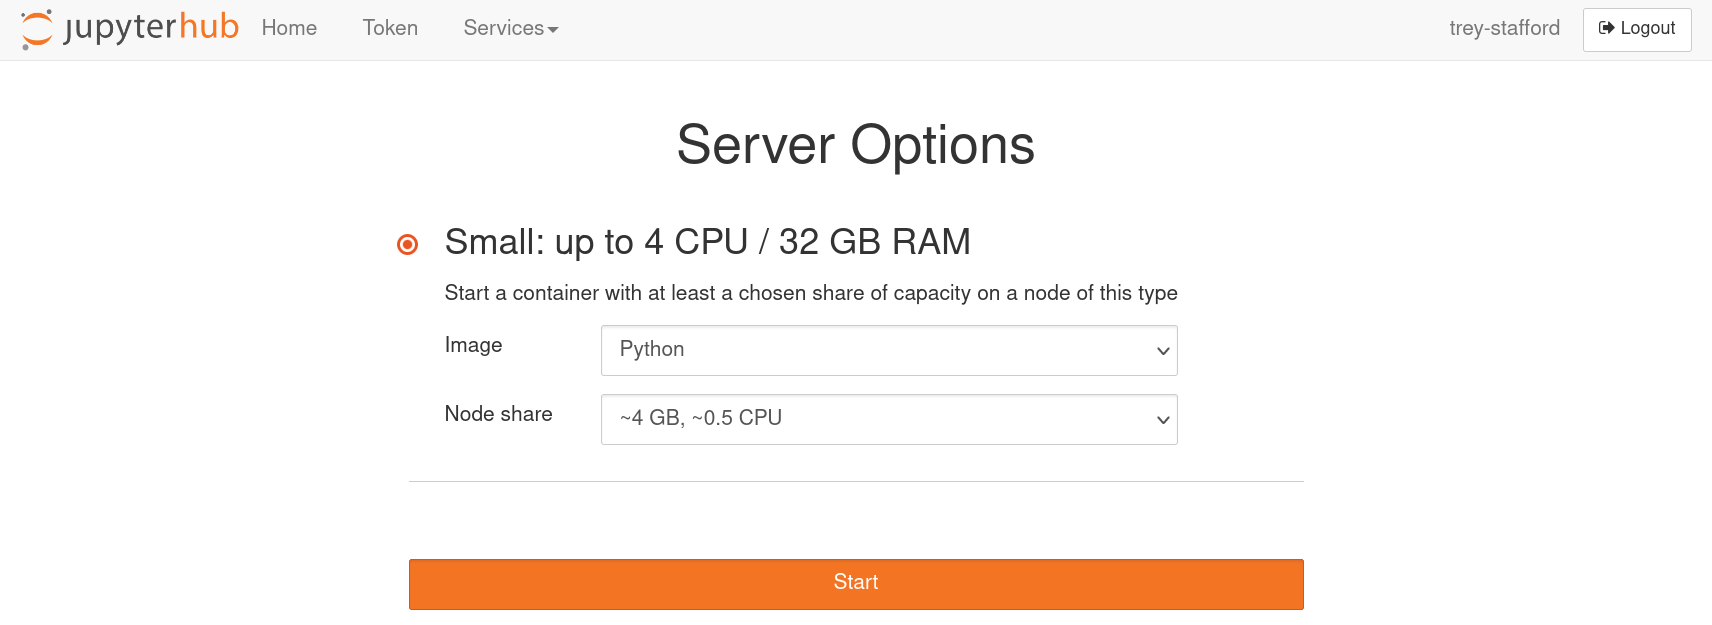 jupyterhub Home Token Services trey-stafford Logout
Server Options
Small: up to 4 CPU / 32 GB RAM
Start a container with at least a chosen share of capacity on a node of this type
Image Python
Node share ~4 GB, ~0.5 CPU
Start